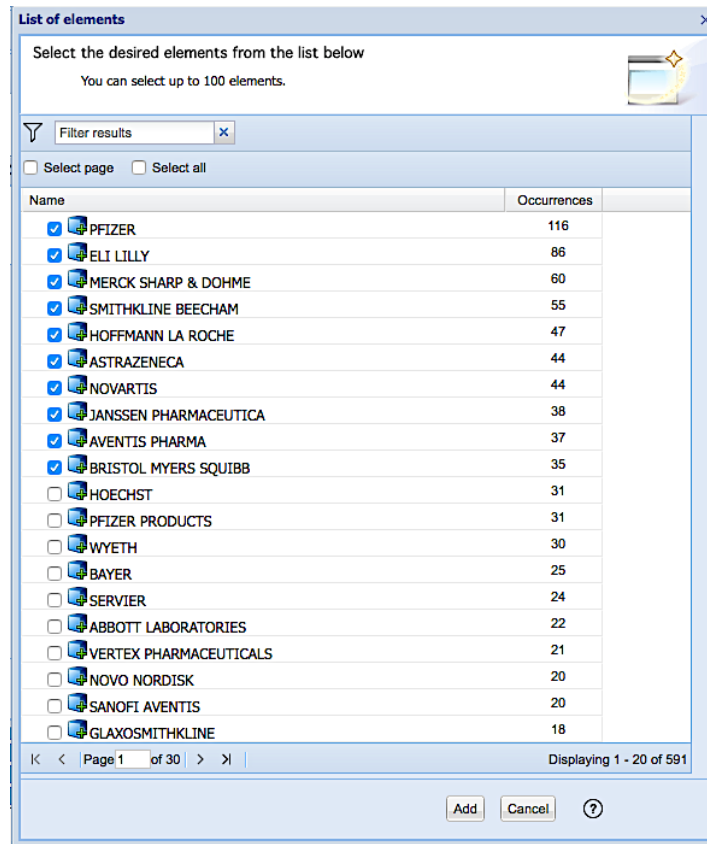 List of elements
Select the desired elements from the list below
You can select up to 100 elements.
Filter results
Select page Select all
Name Occurrences
PFIZER 116
ELI LILLY 86
MERCK SHARP & DOHME 60
SMITHKLINE BEECHAM 55
HOFFMANN LA ROCHE 47
ASTRAZENECA 44
NOVARTIS 44
JANSSEN PHARMACEUTICA 38
AVENTIS PHARMA 37
BRISTOL MYERS SQUIBB 35
HOECHST 31
PFIZER PRODUCTS 31
WYETH 30
BAYER 25
SERVIER 24
ABBOTT LABORATORIES 22
VERTEX PHARMACEUTICALS 21
NOVO NORDISK 20
SANOFI AVENTIS 20
GLAXOSMITHKLINE 18
Page 1 of 30 Displaying 1 - 20 of 591
Add Cancel ?